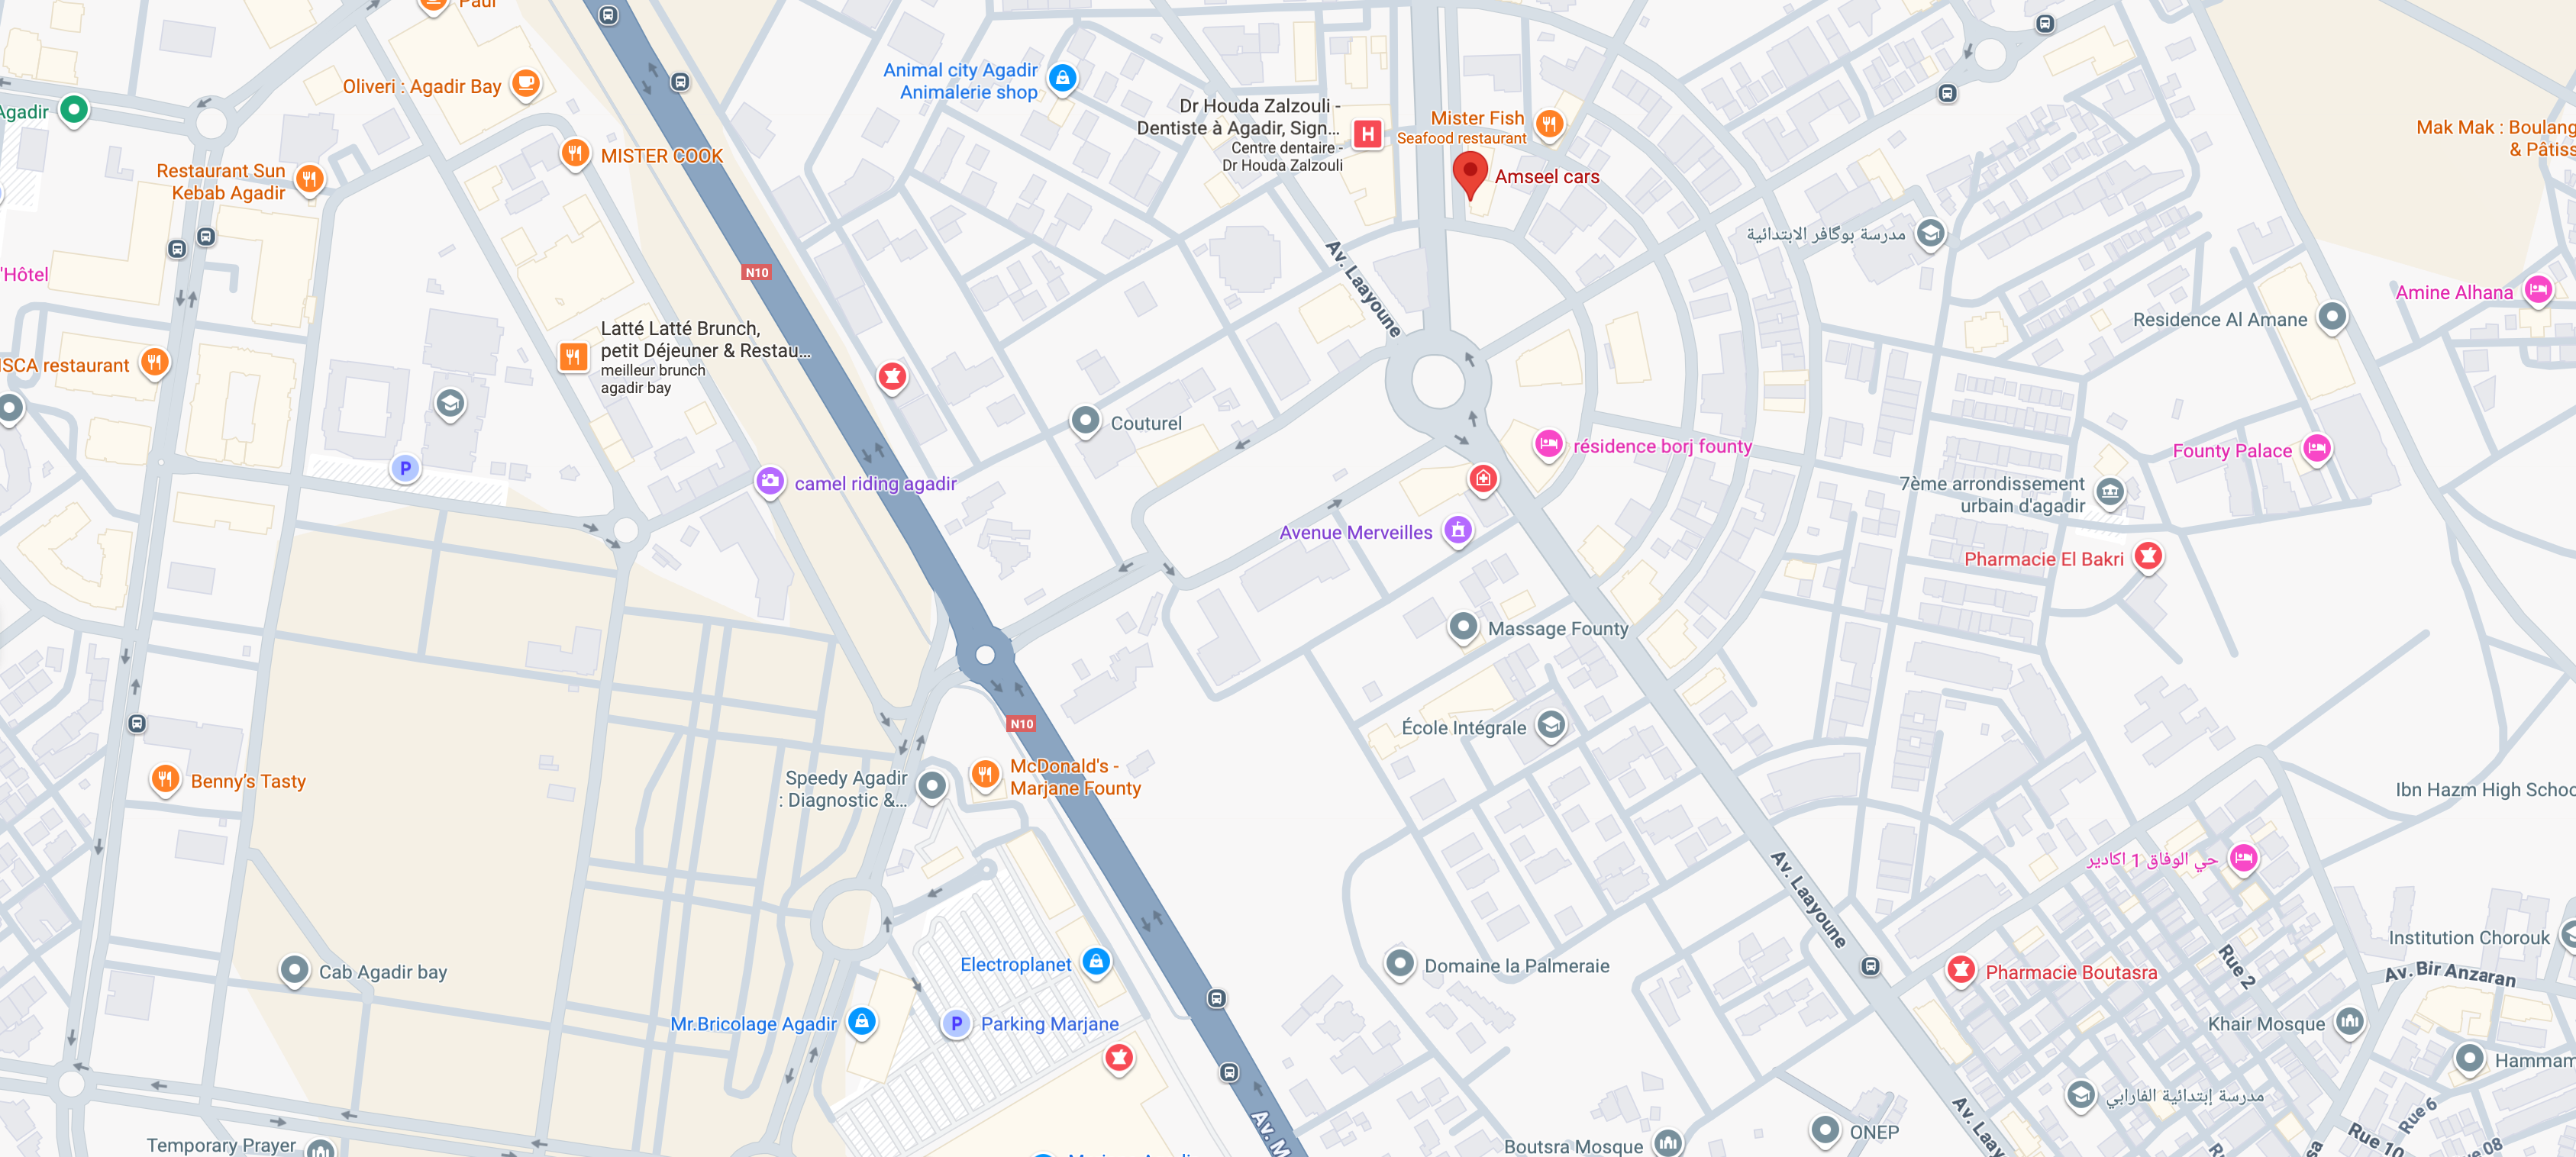 Paul
Oliveri : Agadir Bay
Agadir
Restaurant Sun
Kebab Agadir
MISTER COOK
Animal city Agadir
Animalerie shop
Dr Houda Zalzouli -
Dentiste à Agadir, Sign...
Centre dentaire -
Dr Houda Zalzouli
H
Mister Fish
Seafood restaurant
Amseel cars
Mak Mak : Boulang
& Pâtiss
مدرسة بوگافر الابتدائية
'Hôtel
N10
Av. Laayoune
Amine Alhana
Residence Al Amane
Latté Latté Brunch,
petit Déjeuner & Restau...
meilleur brunch
agadir bay
ISCA restaurant
Couturel
résidence borj founty
Founty Palace
P
camel riding agadir
7ème arrondissement
urbain d'agadir
Avenue Merveilles
Pharmacie El Bakri
Massage Founty
N10
École Intégrale
McDonald's -
Marjane Founty
Speedy Agadir
: Diagnostic &...
Benny's Tasty
Ibn Hazm High Schoo
حي الوفاق 1 اكادير
Av. Laayoune
Cab Agadir bay
Electroplanet
Domaine la Palmeraie
Pharmacie Boutasra
Rue 2
Institution Chorouk
Av. Bir Anzaran
Mr.Bricolage Agadir
P
Parking Marjane
Khair Mosque
Hammam
مدرسة إبتدائية الفارابي
Av. M
Av. Laay
Rue 6
Rue 10
Temporary Prayer
Boutsra Mosque
ONEP